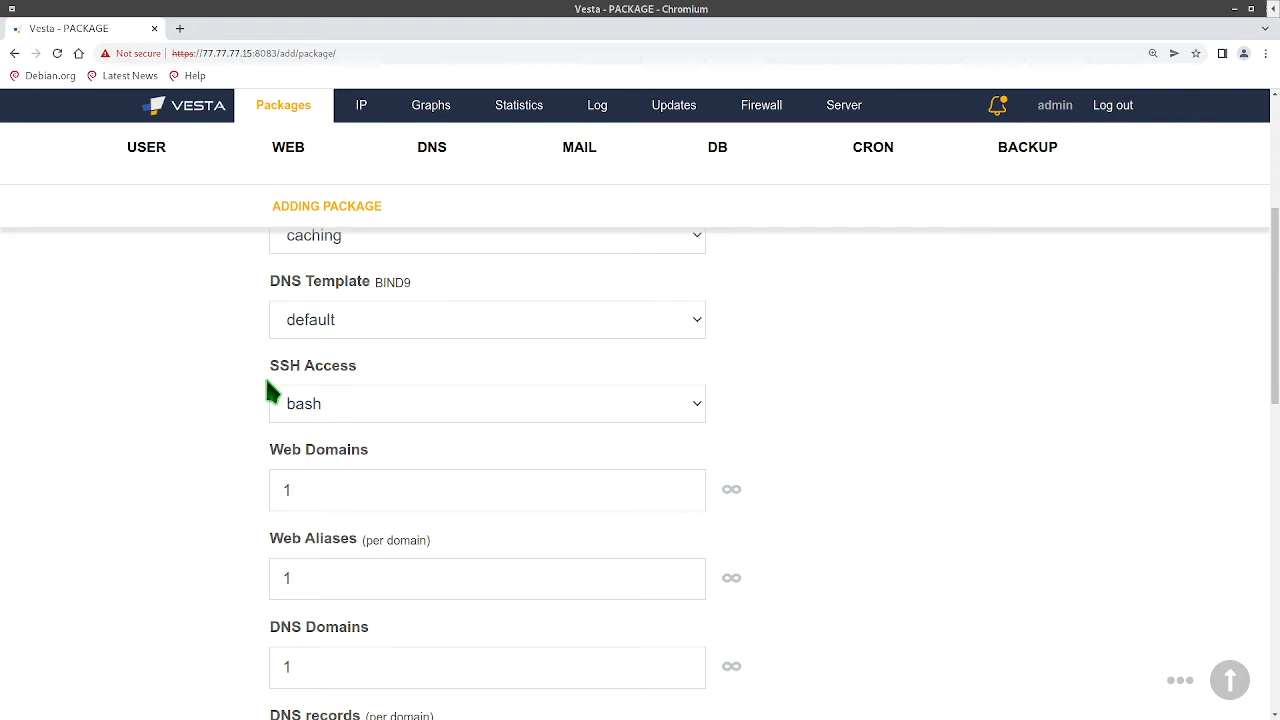 Vesta - PACKAGE - Chromium
Vesta - PACKAGE
Not secure https://77.77.77.15:8083/add/package/
Debian.org Latest News Help
VESTA Packages IP Graphs Statistics Log Updates Firewall Server admin Log out
USER WEB DNS MAIL DB CRON BACKUP
ADDING PACKAGE
caching
DNS Template BIND9
default
SSH Access
bash
Web Domains
1
Web Aliases (per domain)
1
DNS Domains
1
DNS records (per domain)